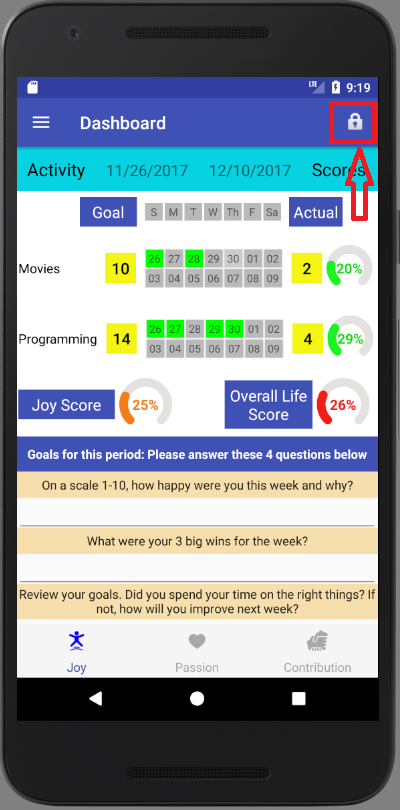 LTE 9:19
Dashboard
Activity 11/26/2017 12/10/2017 Scores
Goal S M T W Th F Sa Actual
Movies 10 26 27 28 29 30 01 02 2 20%
03 04 05 06 07 08 09
Programming 14 26 27 28 29 30 01 02 4 29%
03 04 05 06 07 08 09
Joy Score 25% Overall Life
Score 26%
Goals for this period: Please answer these 4 questions below
On a scale 1-10, how happy were you this week and why?
What were your 3 big wins for the week?
Review your goals. Did you spend your time on the right things? If
not, how will you improve next week?
Joy Passion Contribution